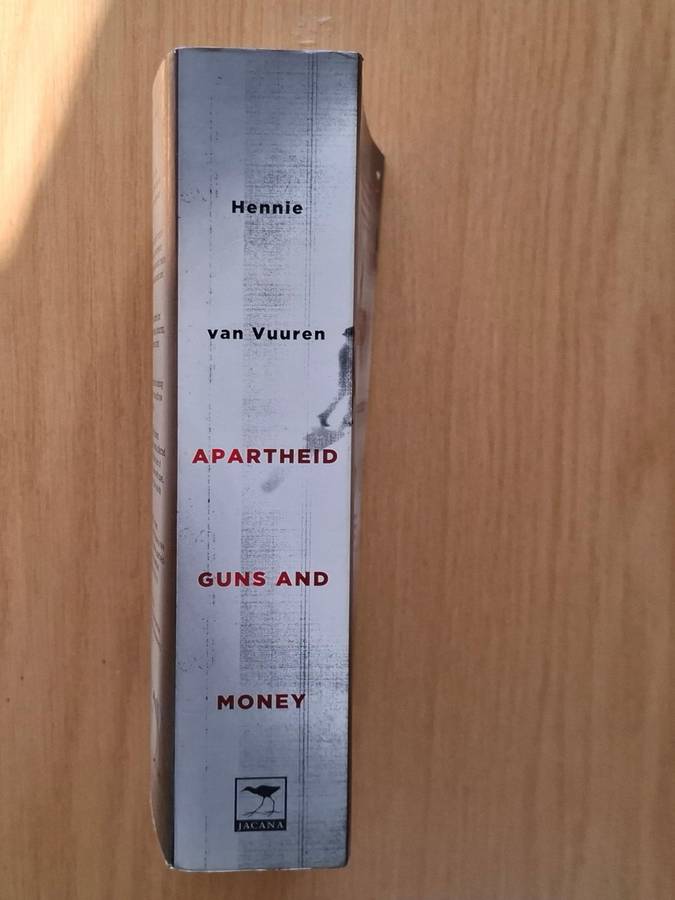 Hennie
van Vuuren
APARTHEID
GUNS AND
MONEY
JACANA